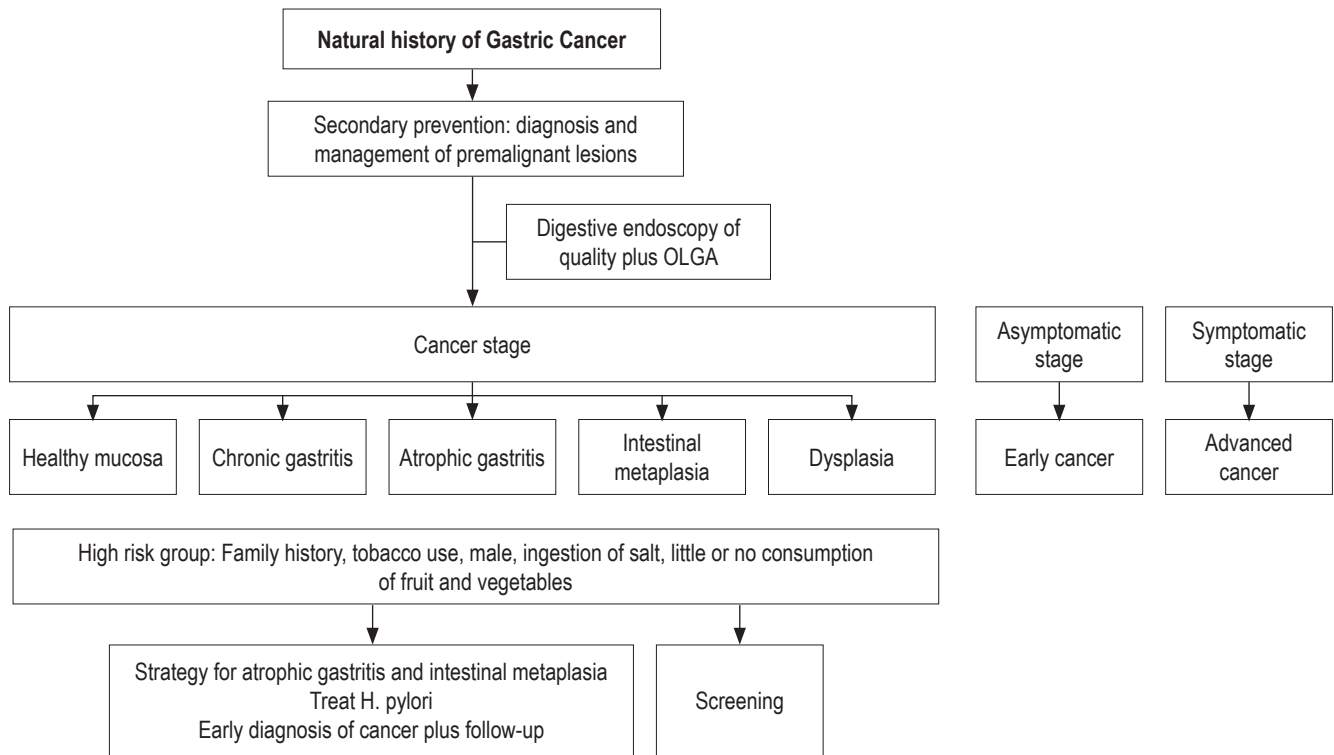 Natural history of Gastric Cancer
Secondary prevention: diagnosis and
management of premalignant lesions
Digestive endoscopy of
quality plus OLGA
Cancer stage
Asymptomatic
stage
Symptomatic
stage
Healthy mucosa
Chronic gastritis
Atrophic gastritis
Intestinal
metaplasia
Dysplasia
Early cancer
Advanced
cancer
High risk group: Family history, tobacco use, male, ingestion of salt, little or no consumption
of fruit and vegetables
Strategy for atrophic gastritis and intestinal metaplasia
Treat H. pylori
Early diagnosis of cancer plus follow-up
Screening